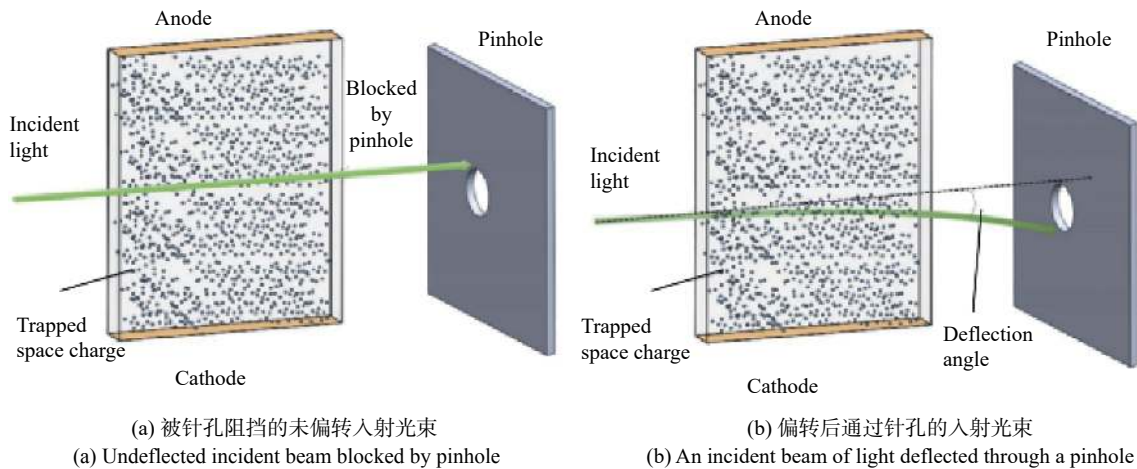 Anode
Pinhole
Blocked
by
pinhole
Incident
light
Trapped
space charge
Cathode
(a) 被针孔阻挡的未偏转入射光束
(a) Undeflected incident beam blocked by pinhole
Anode
Pinhole
Incident
light
Trapped
space charge
Deflection
angle
Cathode
(b) 偏转后通过针孔的入射光束
(b) An incident beam of light deflected through a pinhole